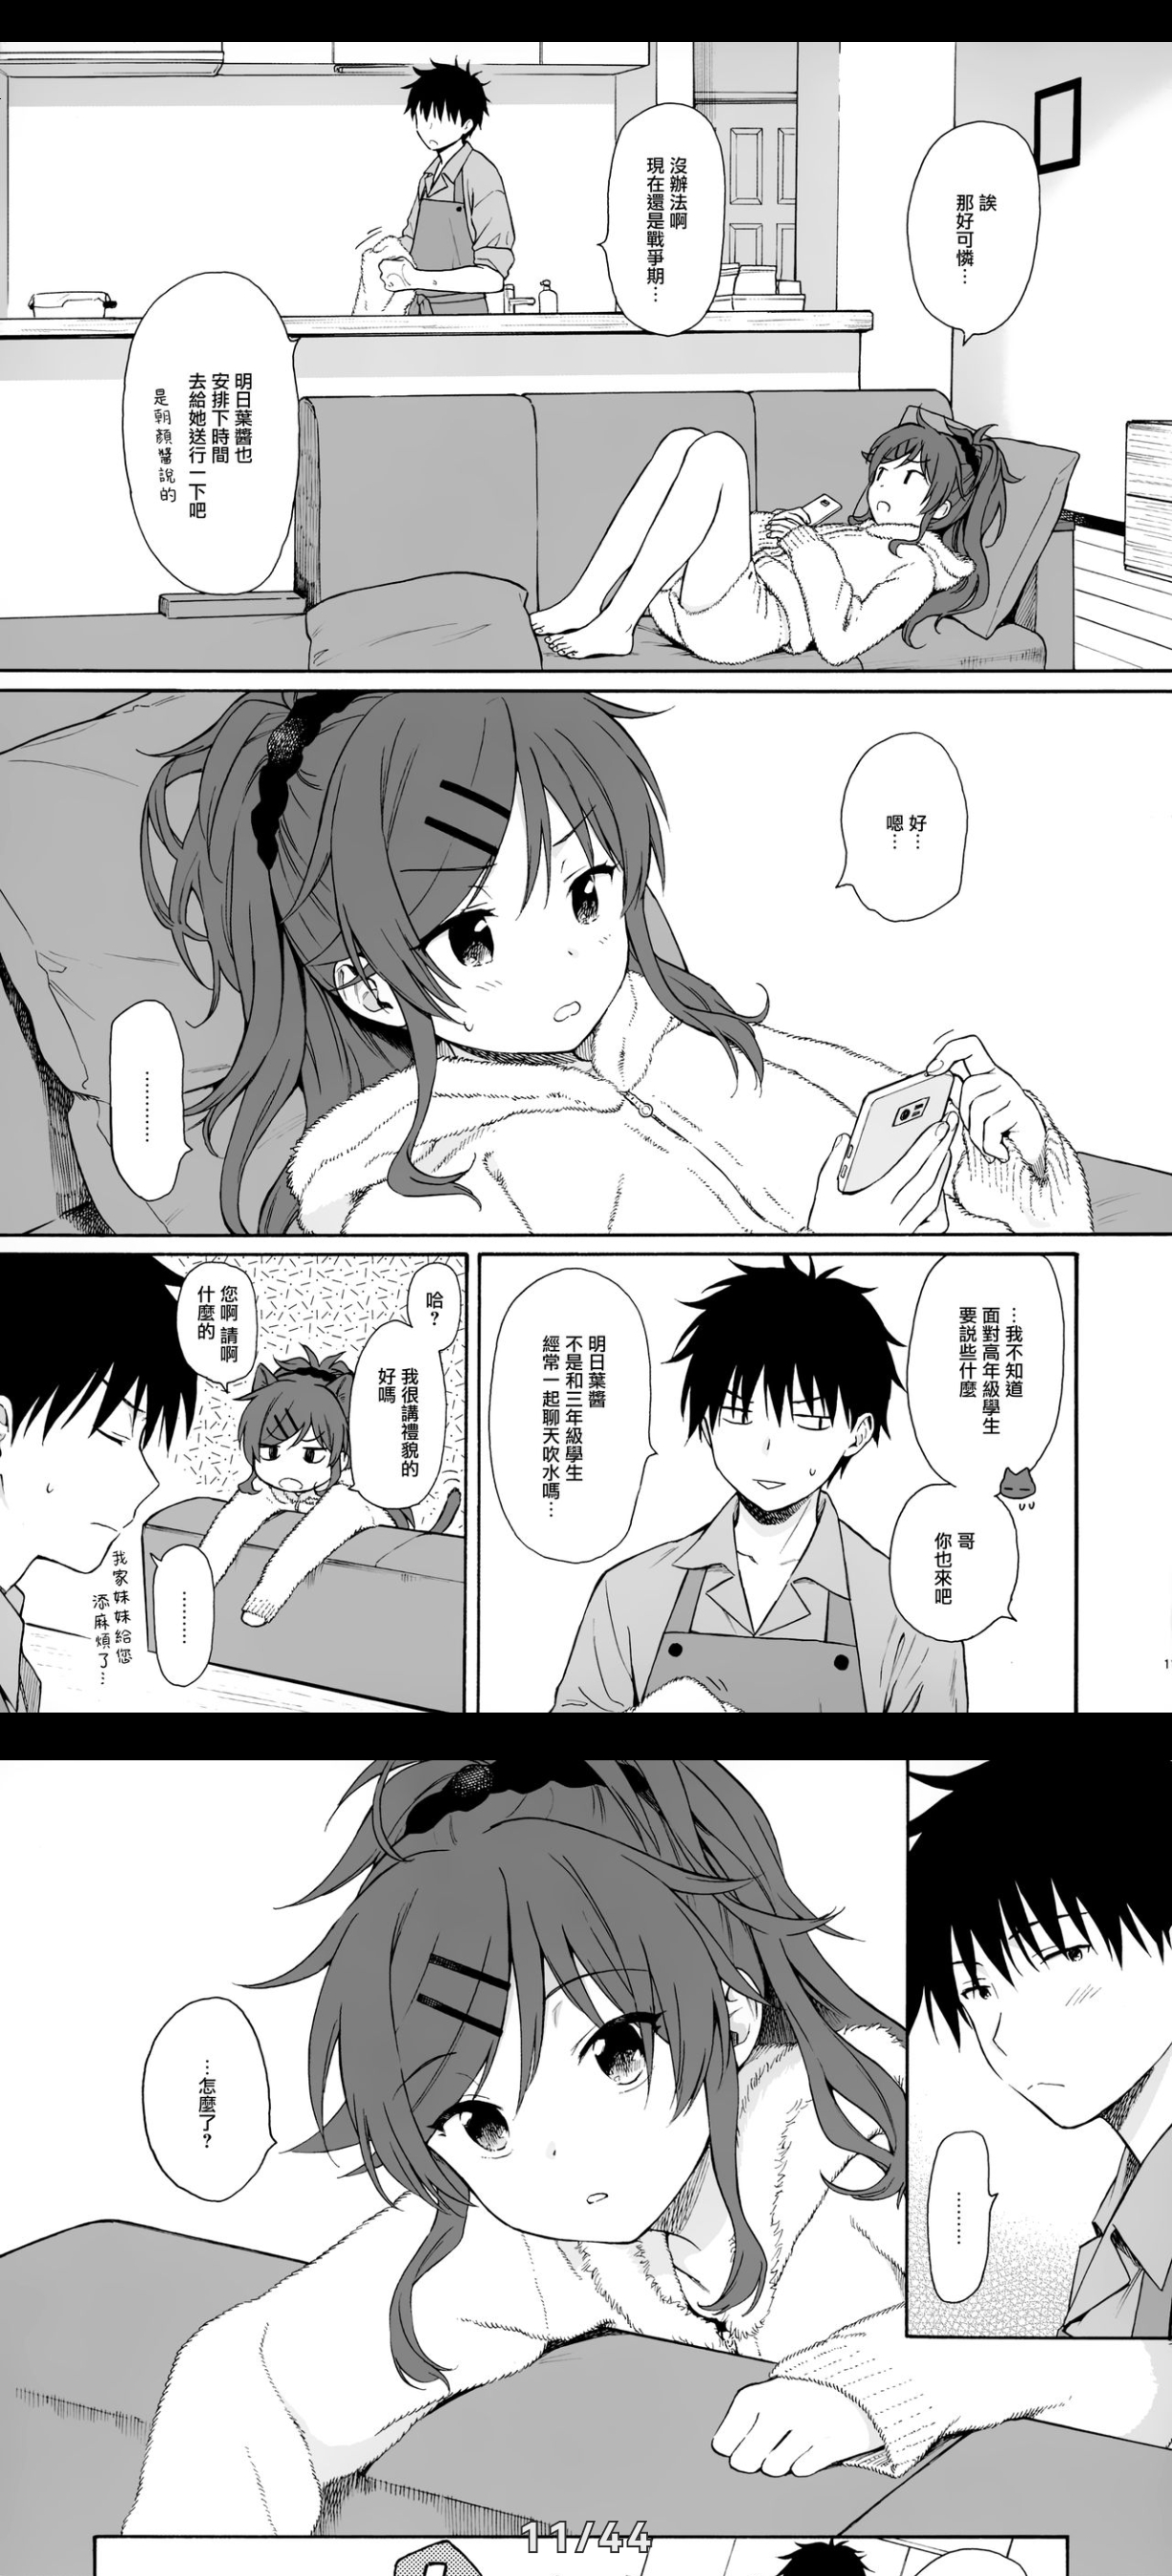 誒
那好可憐…
沒辦法啊
現在還是戰爭期…
明日葉醬也
安排下時間
去給她送行一下吧
是朝顏醬說的
好…
嗯…
…………
…我不知道
面對高年級學生
要說些什麼
哥
你也來吧
明日葉醬
不是和三年級學生
經常一起聊天吹水嗎…
哈?
我很講禮貌的
好嗎
您啊 請啊
什麼的
………
我家妹妹給您
添麻煩了…
11
………
…怎麼了?
11/44